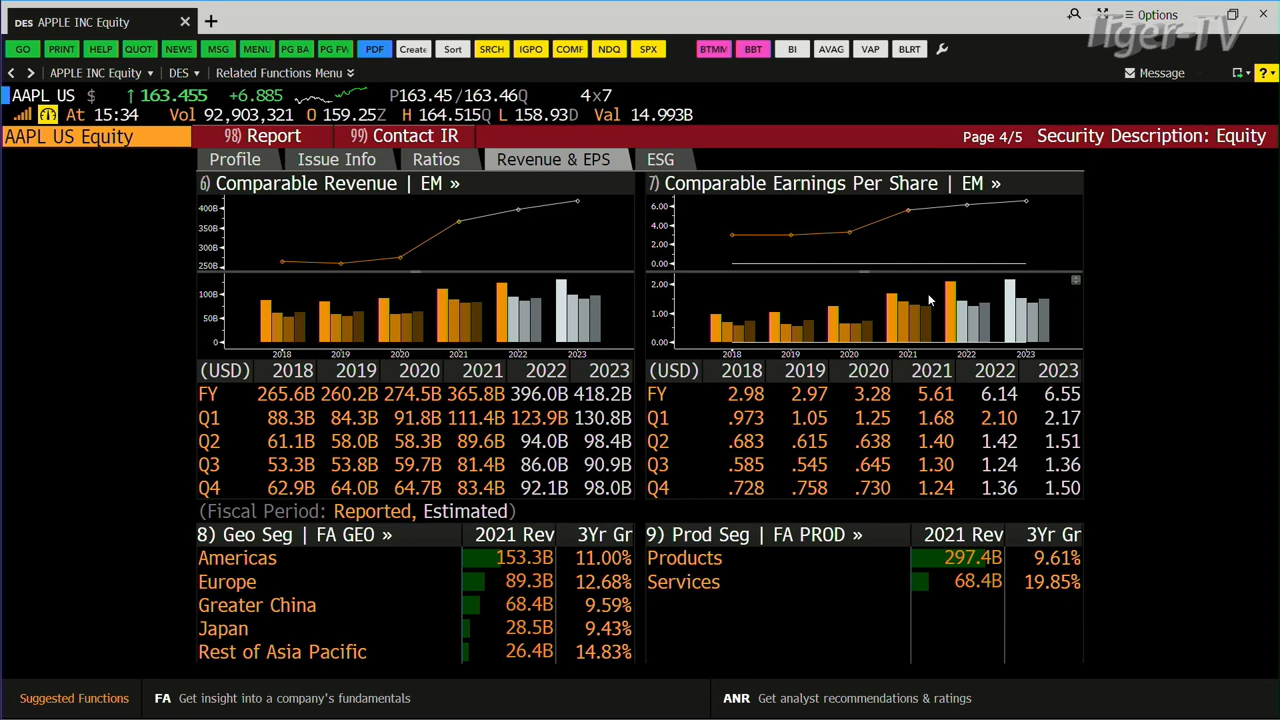 DES APPLE INC Equity × +
Options
Tiger-TV
GO PRINT HELP QUOT NEWS MSG MENU PG BA PG FW PDF Create Sort SRCH IGPO COMF NDQ SPX BTMM BBT BI AVAG VAP BLRT
< > APPLE INC Equity DES Related Functions Menu Message ?
AAPL US $ ↑ 163.455 +6.885 P163.45/163.46Q 4x7
At 15:34 Vol 92,903,321 O 159.25Z H 164.515Q L 158.93D Val 14.993B
AAPL US Equity 98) Report 99) Contact IR Page 4/5 Security Description: Equity
Profile Issue Info Ratios Revenue & EPS ESG
6) Comparable Revenue | EM »
400B
350B
300B
250B
100B
50B
0
2018 2019 2020 2021 2022 2023
(USD) 2018 2019 2020 2021 2022 2023
FY 265.6B 260.2B 274.5B 365.8B 396.0B 418.2B
Q1 88.3B 84.3B 91.8B 111.4B 123.9B 130.8B
Q2 61.1B 58.0B 58.3B 89.6B 94.0B 98.4B
Q3 53.3B 53.8B 59.7B 81.4B 86.0B 90.9B
Q4 62.9B 64.0B 64.7B 83.4B 92.1B 98.0B
(Fiscal Period: Reported, Estimated)
7) Comparable Earnings Per Share | EM »
6.00
4.00
2.00
0.00
2.00
1.00
0.00
2018 2019 2020 2021 2022 2023
(USD) 2018 2019 2020 2021 2022 2023
FY 2.98 2.97 3.28 5.61 6.14 6.55
Q1 .973 1.05 1.25 1.68 2.10 2.17
Q2 .683 .615 .638 1.40 1.42 1.51
Q3 .585 .545 .645 1.30 1.24 1.36
Q4 .728 .758 .730 1.24 1.36 1.50
8) Geo Seg | FA GEO » 2021 Rev 3Yr Gr
Americas 153.3B 11.00%
Europe 89.3B 12.68%
Greater China 68.4B 9.59%
Japan 28.5B 9.43%
Rest of Asia Pacific 26.4B 14.83%
9) Prod Seg | FA PROD » 2021 Rev 3Yr Gr
Products 297.4B 9.61%
Services 68.4B 19.85%
Suggested Functions FA Get insight into a company's fundamentals ANR Get analyst recommendations & ratings